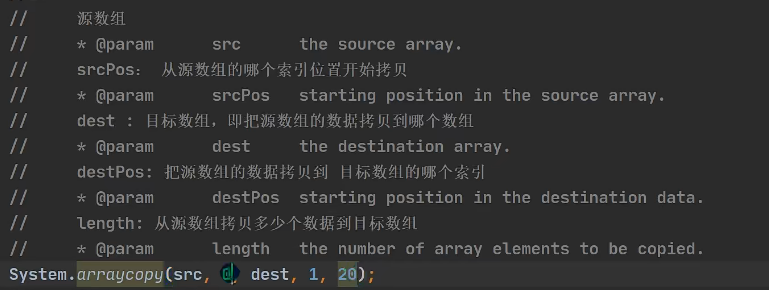 // 源数组
// * @param src the source array.
// srcPos: 从源数组的哪个索引位置开始拷贝
// * @param srcPos starting position in the source array.
// dest : 目标数组，即把源数组的数据拷贝到哪个数组
// * @param dest the destination array.
// destPos: 把源数组的数据拷贝到 目标数组的哪个索引
// * @param destPos starting position in the destination data.
// length: 从源数组拷贝多少个数据到目标数组
// * @param length the number of array elements to be copied.
System.arraycopy(src, dest, 1, 20);